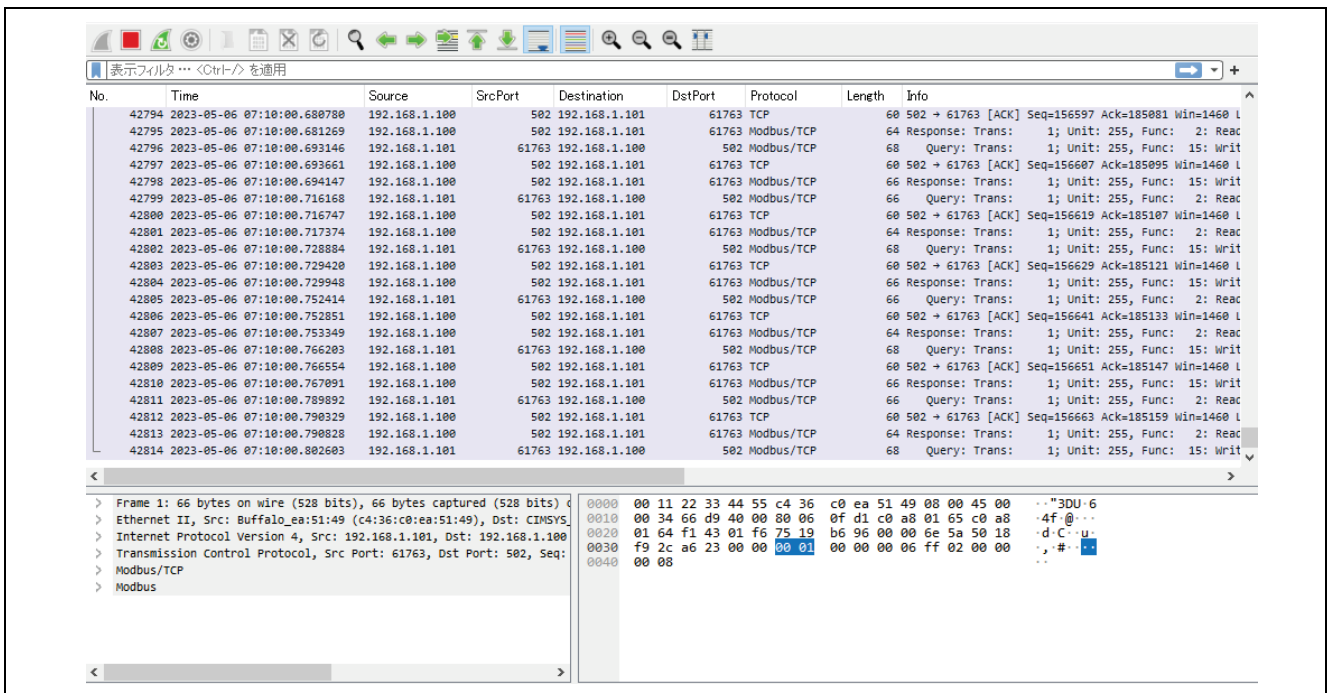 表示フィルタ … <Ctrl-/> を適用
No. Time Source SrcPort Destination DstPort Protocol Length Info
42794 2023-05-06 07:10:00.680780 192.168.1.100 502 192.168.1.101 61763 TCP 60 502 → 61763 [ACK] Seq=156597 Ack=185081 Win=1460 L
42795 2023-05-06 07:10:00.681269 192.168.1.100 502 192.168.1.101 61763 Modbus/TCP 64 Response: Trans: 1; Unit: 255, Func: 2: Read
42796 2023-05-06 07:10:00.693146 192.168.1.101 61763 192.168.1.100 502 Modbus/TCP 68 Query: Trans: 1; Unit: 255, Func: 15: Writ
42797 2023-05-06 07:10:00.693661 192.168.1.100 502 192.168.1.101 61763 TCP 60 502 → 61763 [ACK] Seq=156607 Ack=185095 Win=1460 L
42798 2023-05-06 07:10:00.694147 192.168.1.100 502 192.168.1.101 61763 Modbus/TCP 66 Response: Trans: 1; Unit: 255, Func: 15: Writ
42799 2023-05-06 07:10:00.716168 192.168.1.101 61763 192.168.1.100 502 Modbus/TCP 66 Query: Trans: 1; Unit: 255, Func: 2: Read
42800 2023-05-06 07:10:00.716747 192.168.1.100 502 192.168.1.101 61763 TCP 60 502 → 61763 [ACK] Seq=156619 Ack=185107 Win=1460 L
42801 2023-05-06 07:10:00.717374 192.168.1.100 502 192.168.1.101 61763 Modbus/TCP 64 Response: Trans: 1; Unit: 255, Func: 2: Read
42802 2023-05-06 07:10:00.728884 192.168.1.101 61763 192.168.1.100 502 Modbus/TCP 68 Query: Trans: 1; Unit: 255, Func: 15: Writ
42803 2023-05-06 07:10:00.729420 192.168.1.100 502 192.168.1.101 61763 TCP 60 502 → 61763 [ACK] Seq=156629 Ack=185121 Win=1460 L
42804 2023-05-06 07:10:00.729948 192.168.1.100 502 192.168.1.101 61763 Modbus/TCP 66 Response: Trans: 1; Unit: 255, Func: 15: Writ
42805 2023-05-06 07:10:00.752414 192.168.1.101 61763 192.168.1.100 502 Modbus/TCP 66 Query: Trans: 1; Unit: 255, Func: 2: Read
42806 2023-05-06 07:10:00.752851 192.168.1.100 502 192.168.1.101 61763 TCP 60 502 → 61763 [ACK] Seq=156641 Ack=185133 Win=1460 L
42807 2023-05-06 07:10:00.753349 192.168.1.100 502 192.168.1.101 61763 Modbus/TCP 64 Response: Trans: 1; Unit: 255, Func: 2: Read
42808 2023-05-06 07:10:00.766203 192.168.1.101 61763 192.168.1.100 502 Modbus/TCP 68 Query: Trans: 1; Unit: 255, Func: 15: Writ
42809 2023-05-06 07:10:00.766554 192.168.1.100 502 192.168.1.101 61763 TCP 60 502 → 61763 [ACK] Seq=156651 Ack=185147 Win=1460 L
42810 2023-05-06 07:10:00.767091 192.168.1.100 502 192.168.1.101 61763 Modbus/TCP 66 Response: Trans: 1; Unit: 255, Func: 15: Writ
42811 2023-05-06 07:10:00.789892 192.168.1.101 61763 192.168.1.100 502 Modbus/TCP 66 Query: Trans: 1; Unit: 255, Func: 2: Read
42812 2023-05-06 07:10:00.790329 192.168.1.100 502 192.168.1.101 61763 TCP 60 502 → 61763 [ACK] Seq=156663 Ack=185159 Win=1460 L
42813 2023-05-06 07:10:00.790828 192.168.1.100 502 192.168.1.101 61763 Modbus/TCP 64 Response: Trans: 1; Unit: 255, Func: 2: Read
42814 2023-05-06 07:10:00.802603 192.168.1.101 61763 192.168.1.100 502 Modbus/TCP 68 Query: Trans: 1; Unit: 255, Func: 15: Writ
> Frame 1: 66 bytes on wire (528 bits), 66 bytes captured (528 bits)
> Ethernet II, Src: Buffalo_ea:51:49 (c4:36:c0:ea:51:49), Dst: CIMSYS_
> Internet Protocol Version 4, Src: 192.168.1.101, Dst: 192.168.1.100
> Transmission Control Protocol, Src Port: 61763, Dst Port: 502, Seq:
> Modbus/TCP
> Modbus
0000 00 11 22 33 44 55 c4 36 c0 ea 51 49 08 00 45 00 ··"3DU·6
0010 00 34 66 d9 40 00 80 06 0f d1 c0 a8 01 65 c0 a8 ·4f·@···
0020 01 64 f1 43 01 f6 75 19 b6 96 00 00 6e 5a 50 18 ·d·C··u·
0030 f9 2c a6 23 00 00 00 01 00 00 00 06 ff 02 00 00 ·,·#····
0040 00 08 ··